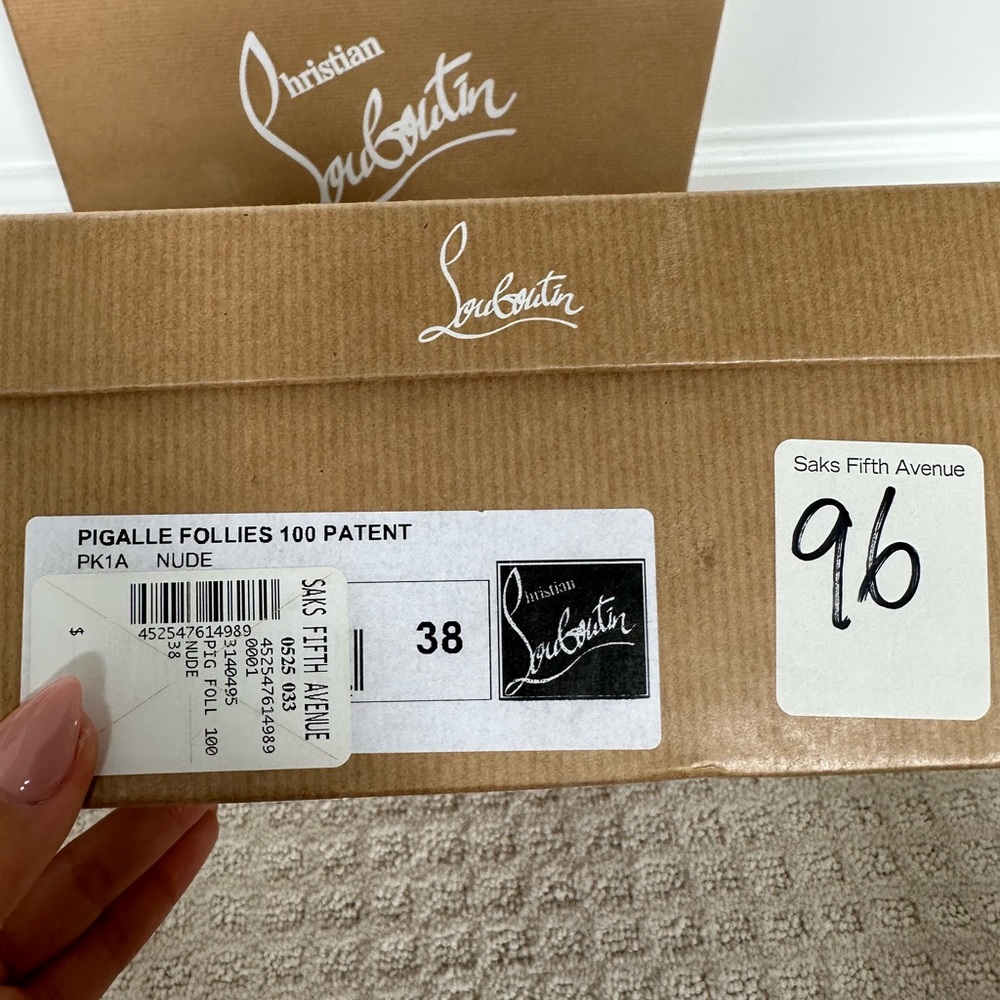 Christian
Louboutin
Louboutin
Saks Fifth Avenue
96
PIGALLE FOLLIES 100 PATENT
PK1A NUDE
38
Christian
Louboutin
452547614989
$
SAKS FIFTH AVENUE
0525 033
452547614989
0001
3140495
PIG FOLL 100
NUDE
38